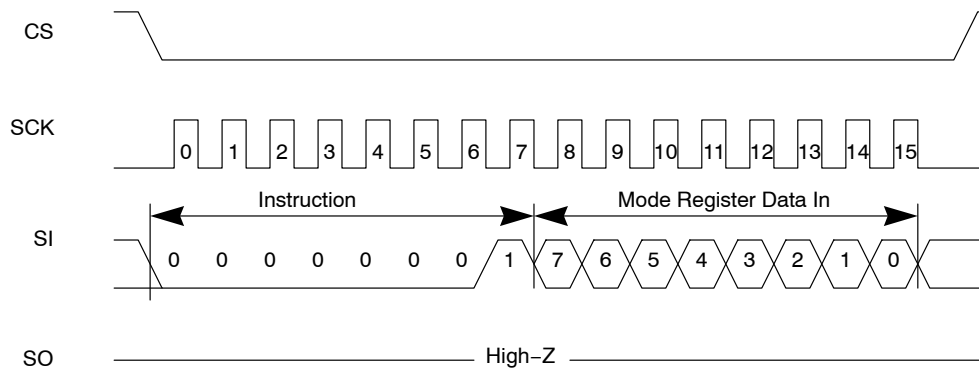 CS
SCK
0 1 2 3 4 5 6 7 8 9 10 11 12 13 14 15
Instruction Mode Register Data In
SI
0 0 0 0 0 0 0 1 7 6 5 4 3 2 1 0
SO High−Z